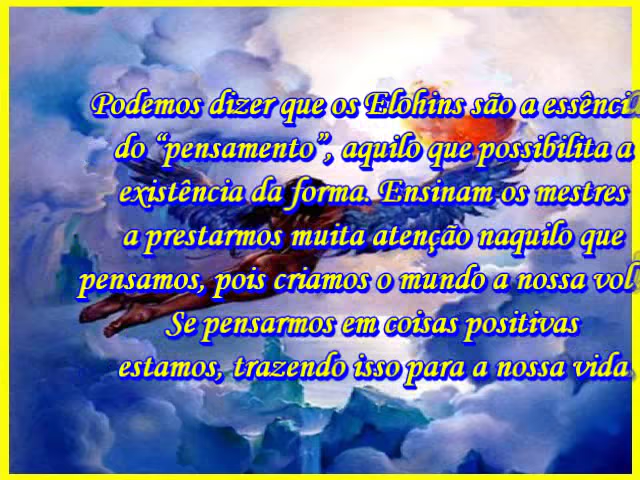 Podemos dizer que os Elohins são a essênci
do “pensamento”, aquilo que possibilita a
existência da forma. Ensinam os mestres
a prestarmos muita atenção naquilo que
pensamos, pois criamos o mundo a nossa vol
Se pensarmos em coisas positivas
estamos, trazendo isso para a nossa vida